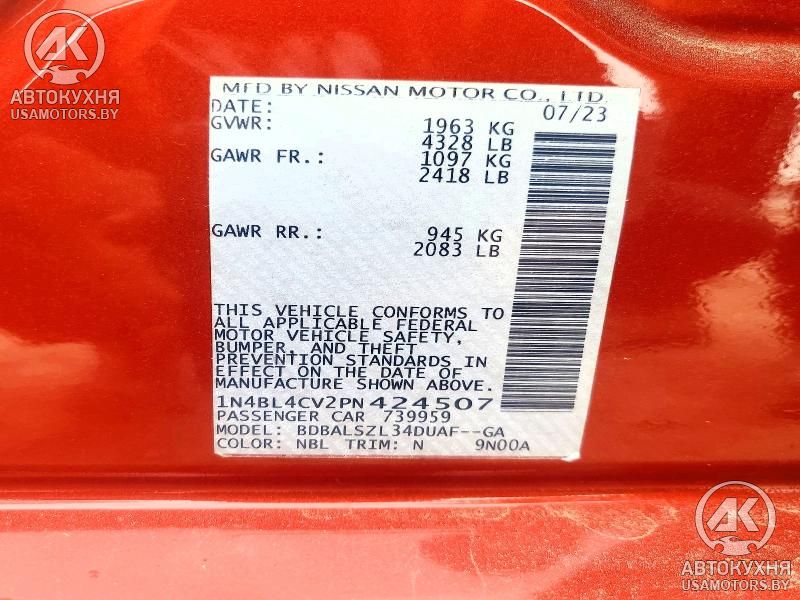 AK
АВТОКУХНЯ
USAMOTORS.BY
MFD BY NISSAN MOTOR CO., LTD.
DATE: 07/23
GVWR: 1963 KG
4328 LB
GAWR FR.: 1097 KG
2418 LB
GAWR RR.: 945 KG
2083 LB
THIS VEHICLE CONFORMS TO
ALL APPLICABLE FEDERAL
MOTOR VEHICLE SAFETY,
BUMPER, AND THEFT
PREVENTION STANDARDS IN
EFFECT ON THE DATE OF
MANUFACTURE SHOWN ABOVE.
1N4BL4CV2PN424507
PASSENGER CAR 739959
MODEL: BDBALSZL34DUAF--GA
COLOR: NBL TRIM: N 9N00A
AK
АВТОКУХНЯ
USAMOTORS.BY